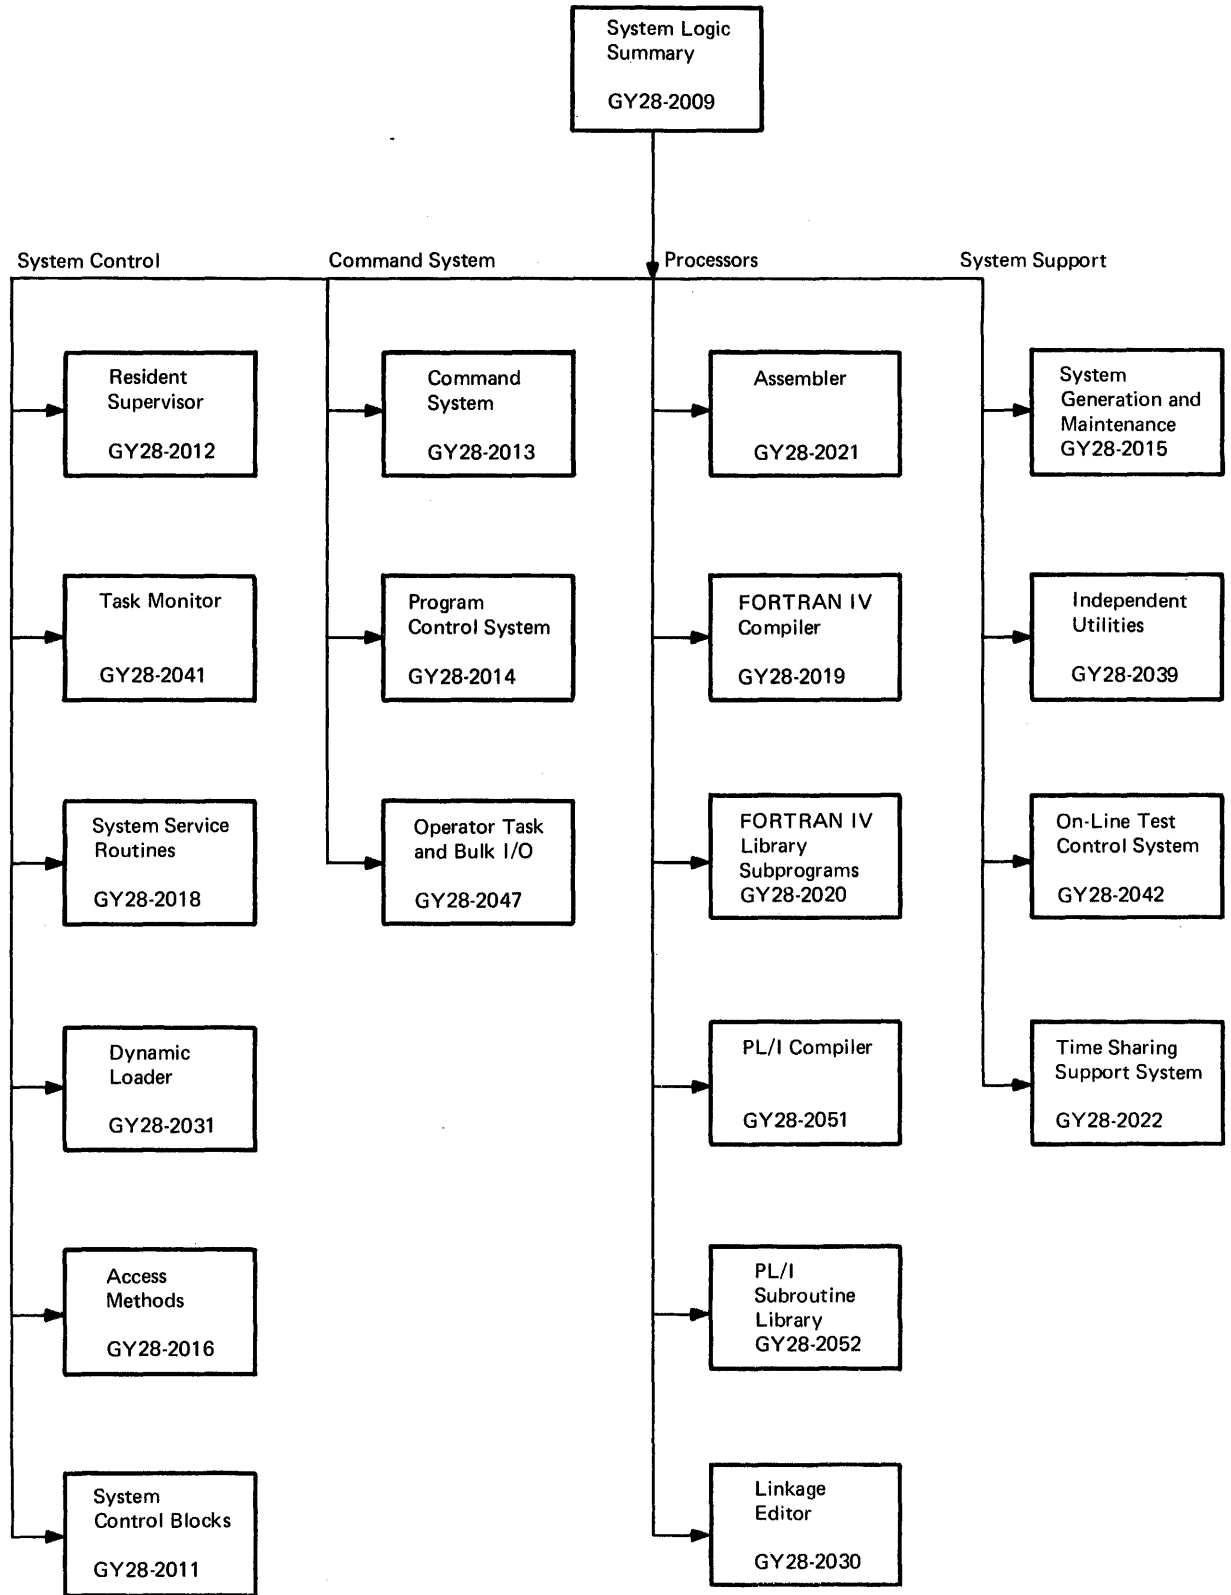 System Logic
Summary
GY28-2009
System Control
Command System
Processors
System Support
Resident
Supervisor
GY28-2012
Task Monitor
GY28-2041
System Service
Routines
GY28-2018
Dynamic
Loader
GY28-2031
Access
Methods
GY28-2016
System
Control Blocks
GY28-2011
Command
System
GY28-2013
Program
Control System
GY28-2014
Operator Task
and Bulk I/O
GY28-2047
Assembler
GY28-2021
FORTRAN IV
Compiler
GY28-2019
FORTRAN IV
Library
Subprograms
GY28-2020
PL/I Compiler
GY28-2051
PL/I
Subroutine
Library
GY28-2052
Linkage
Editor
GY28-2030
System
Generation and
Maintenance
GY28-2015
Independent
Utilities
GY28-2039
On-Line Test
Control System
GY28-2042
Time Sharing
Support System
GY28-2022